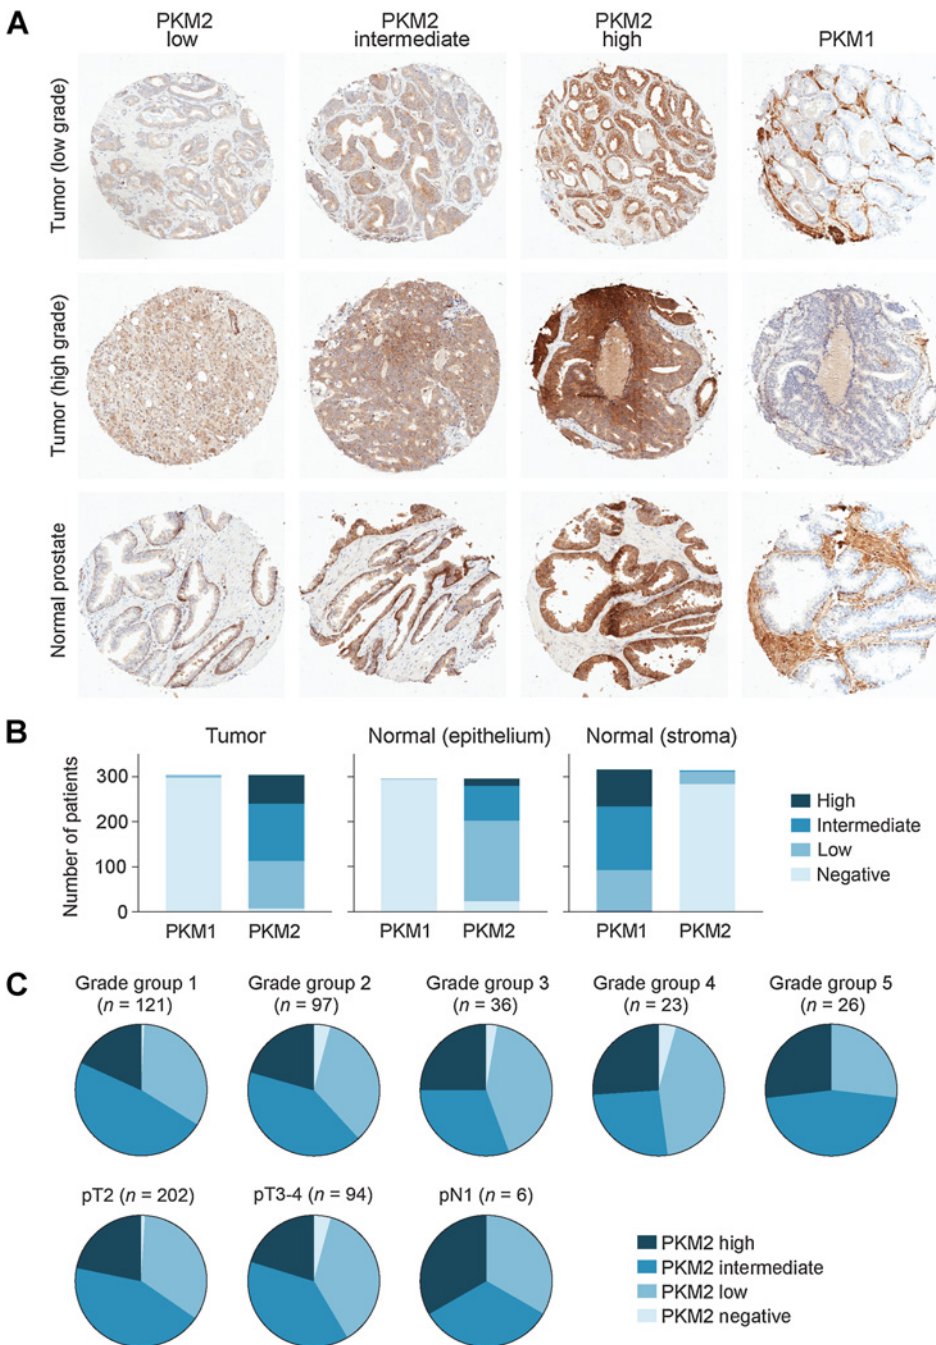 A
PKM2
low
PKM2
intermediate
PKM2
high
PKM1
Tumor (low grade)
Tumor (high grade)
Normal prostate
B
Tumor
Normal (epithelium)
Normal (stroma)
Number of patients
300
200
100
0
PKM1
PKM2
PKM1
PKM2
PKM1
PKM2
High
Intermediate
Low
Negative
C
Grade group 1
(n = 121)
Grade group 2
(n = 97)
Grade group 3
(n = 36)
Grade group 4
(n = 23)
Grade group 5
(n = 26)
pT2 (n = 202)
pT3-4 (n = 94)
pN1 (n = 6)
PKM2 high
PKM2 intermediate
PKM2 low
PKM2 negative